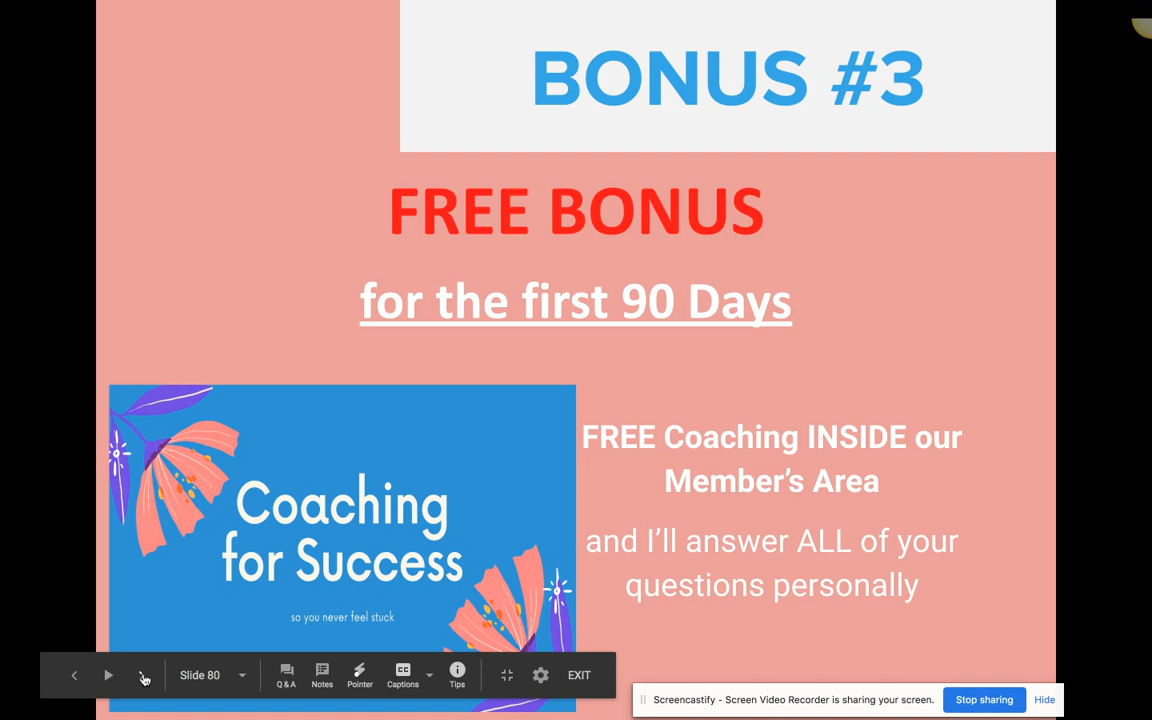 BONUS #3
FREE BONUS
for the first 90 Days
FREE Coaching INSIDE our
Member's Area
and I'll answer ALL of your
questions personally
Coaching
for Success
so you never feel stuck
Slide 80
Q & A
Notes
Pointer
Captions
Tips
EXIT
Screencastify - Screen Video Recorder is sharing your screen.
Stop sharing
Hide